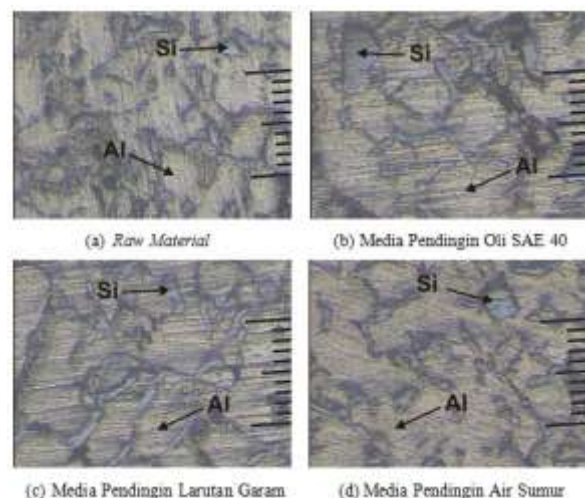 Si
Al
Si
Al
(a) Raw Material
(b) Media Pendingin Oli SAE 40
Si
Al
Si
Al
(c) Media Pendingin Larutan Garam
(d) Media Pendingin Air Sumur